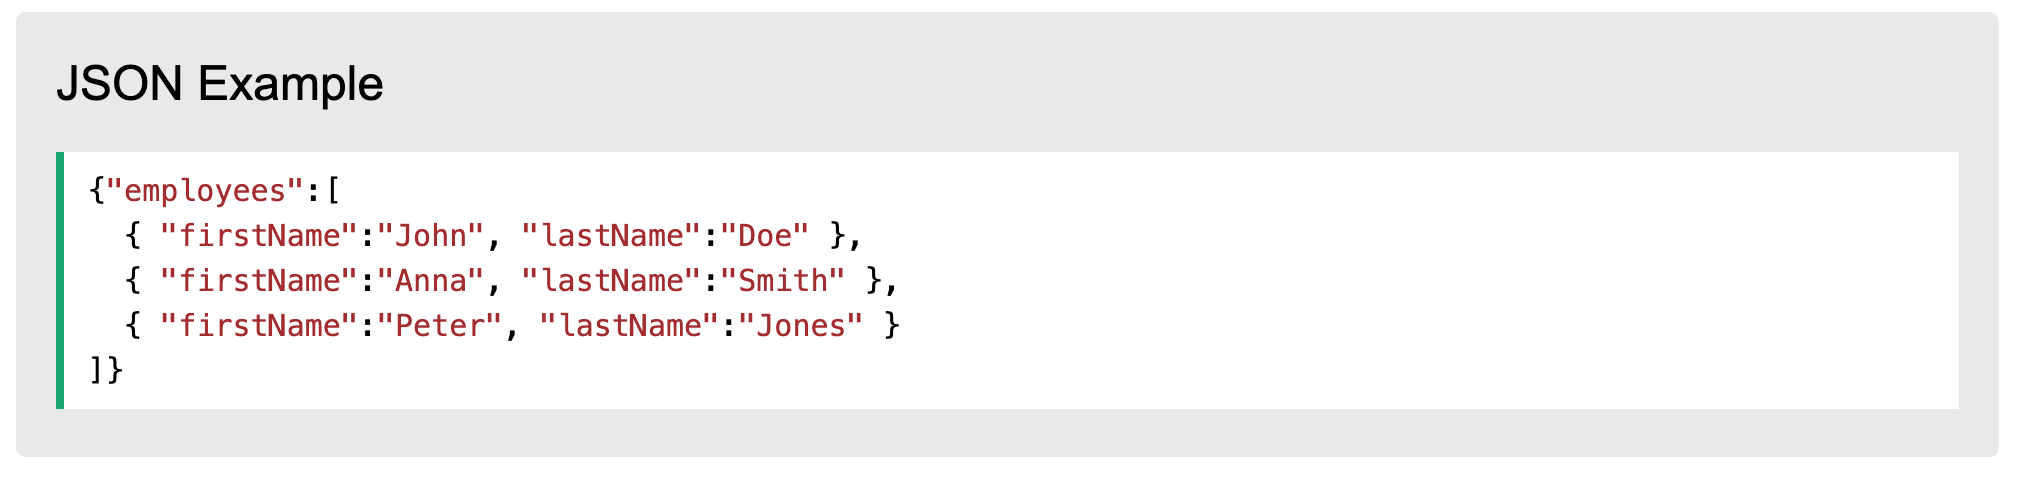 JSON Example
{"employees":[
  { "firstName":"John", "lastName":"Doe" },
  { "firstName":"Anna", "lastName":"Smith" },
  { "firstName":"Peter", "lastName":"Jones" }
]}